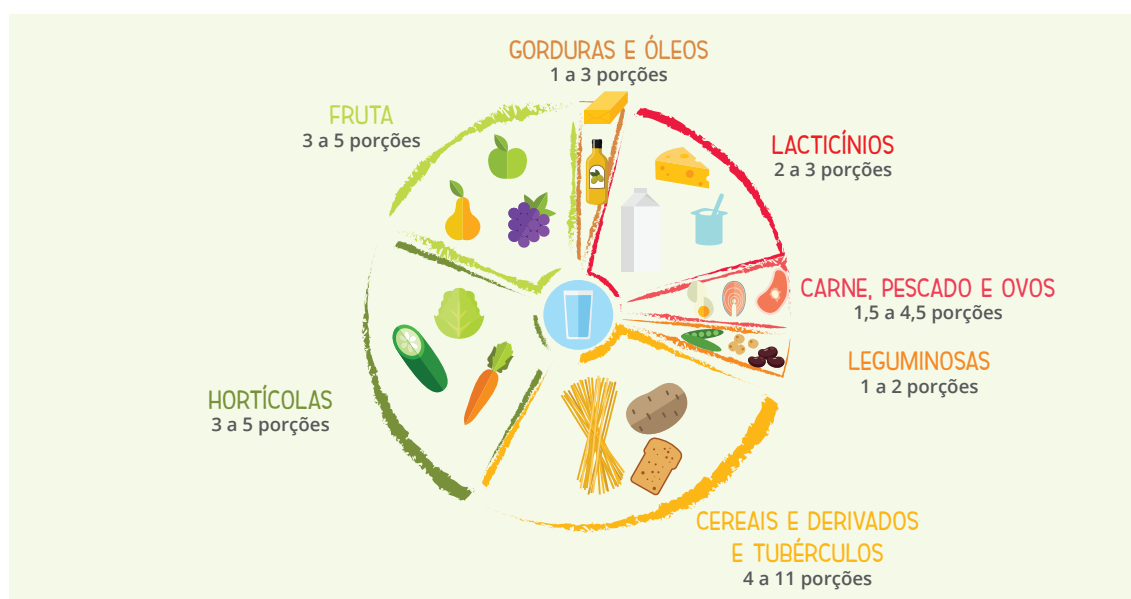 GORDURAS E ÓLEOS
1 a 3 porções
FRUTA
3 a 5 porções
LACTICÍNIOS
2 a 3 porções
CARNE, PESCADO E OVOS
1,5 a 4,5 porções
LEGUMINOSAS
1 a 2 porções
HORTÍCOLAS
3 a 5 porções
CEREAIS E DERIVADOS
E TUBÉRCULOS
4 a 11 porções